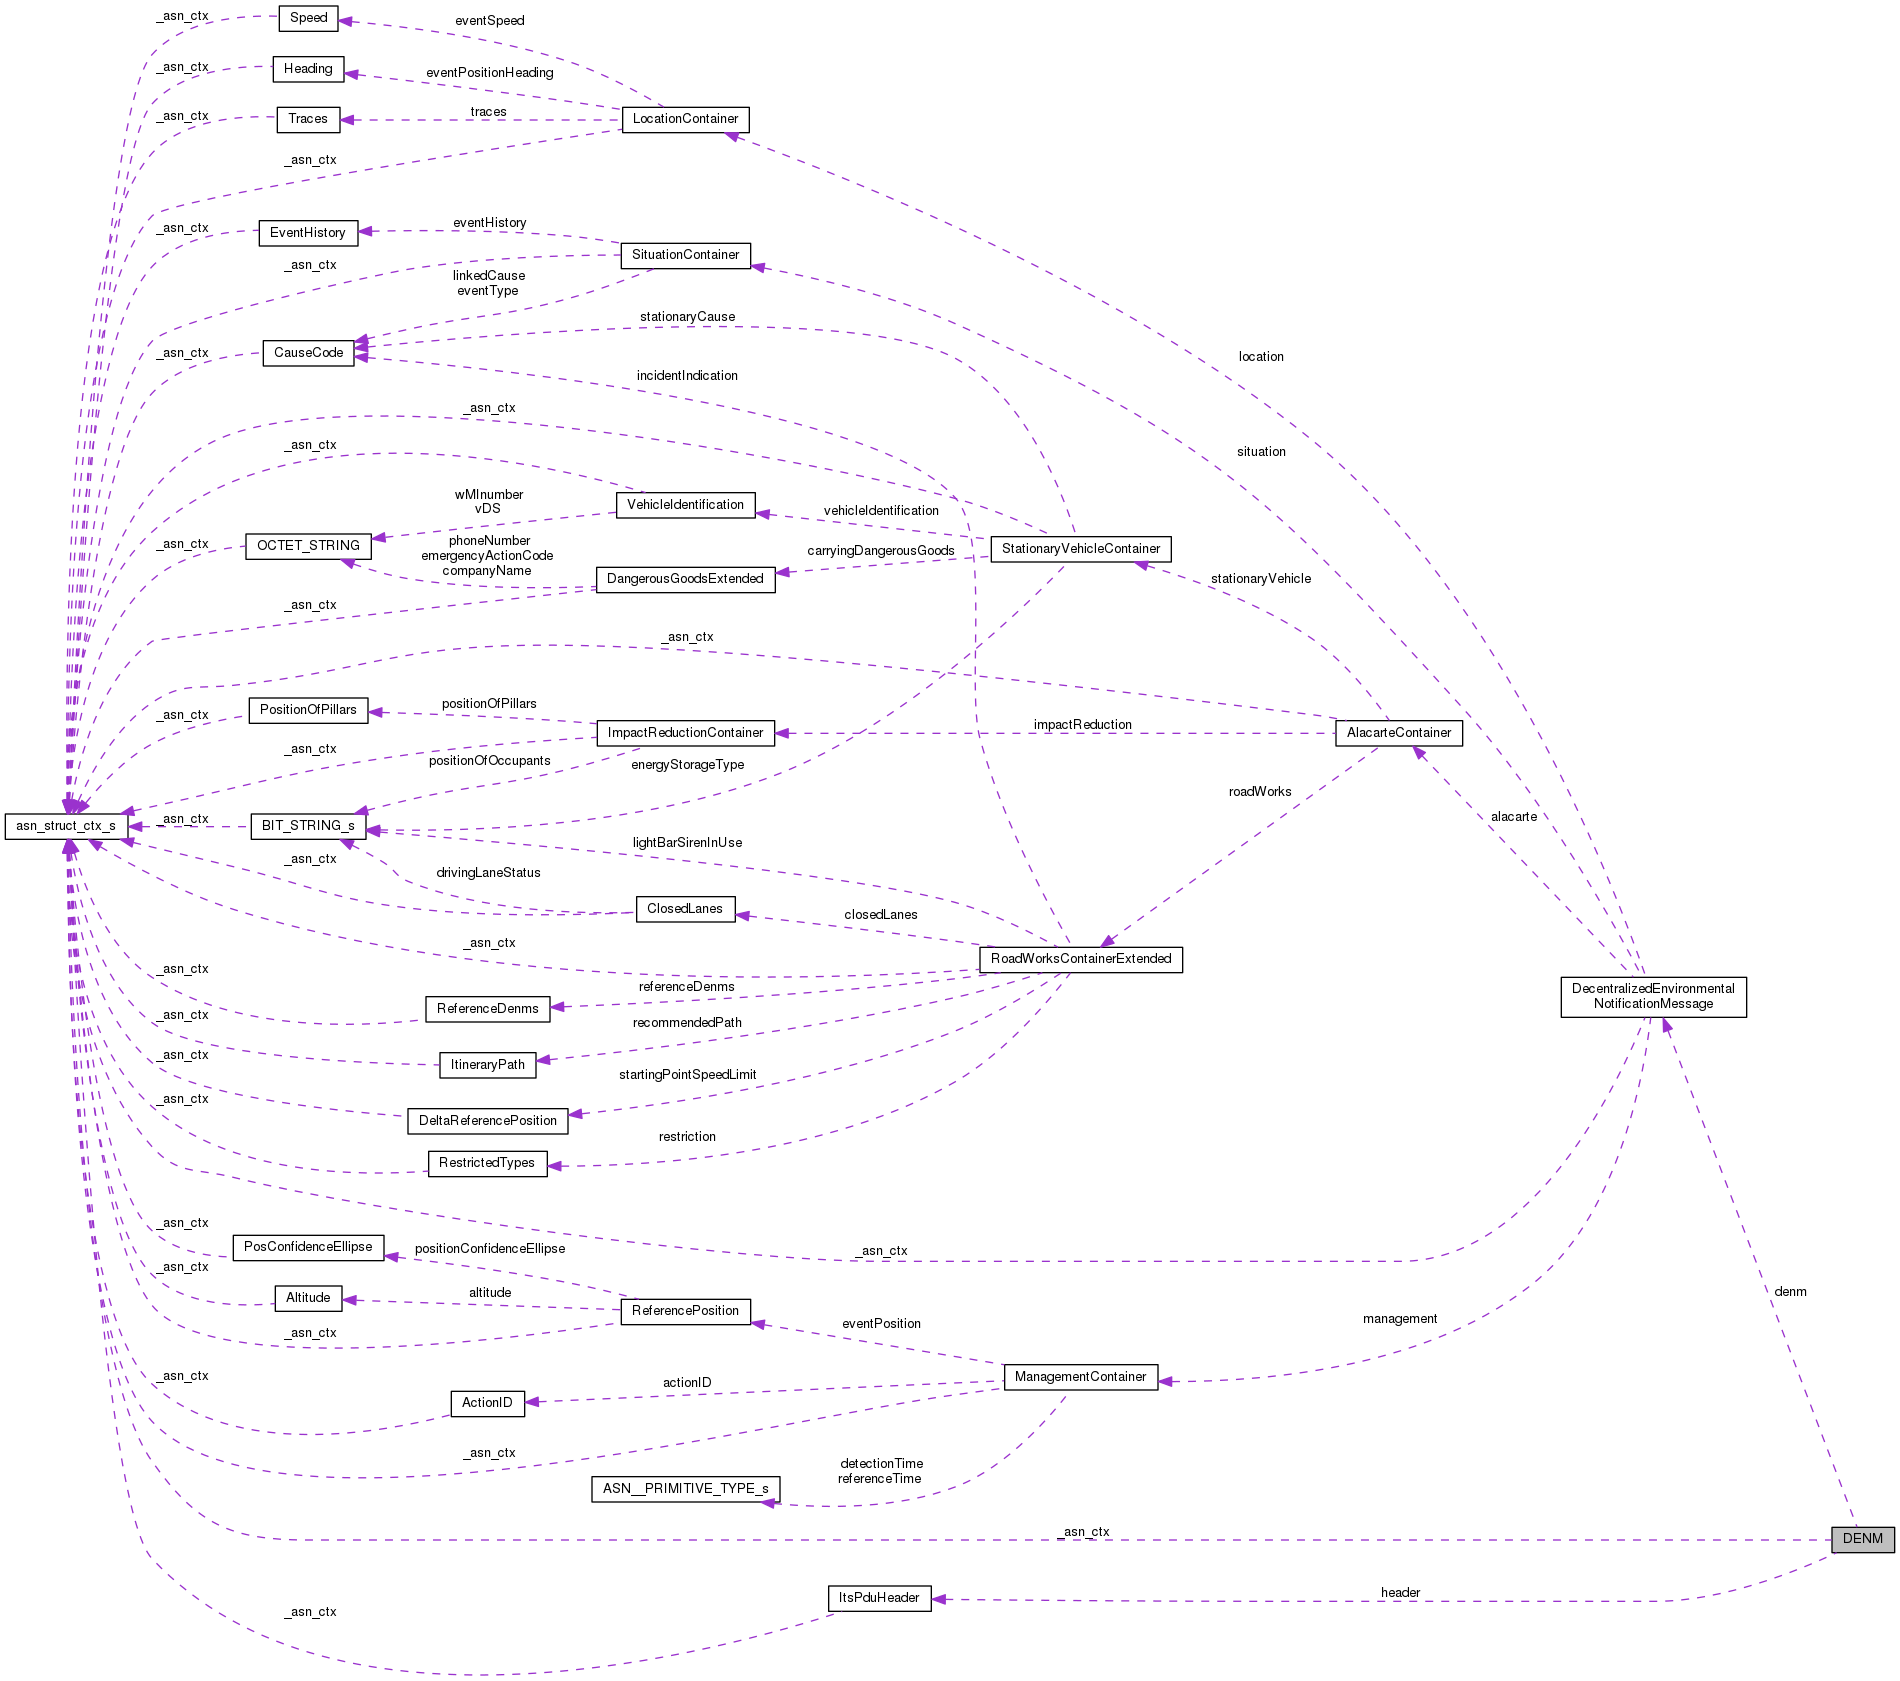 _asn_ctx
Speed
eventSpeed
_asn_ctx
Heading
eventPositionHeading
_asn_ctx
Traces
traces
LocationContainer
_asn_ctx
_asn_ctx
EventHistory
eventHistory
SituationContainer
_asn_ctx
linkedCause
eventType
stationaryCause
_asn_ctx
CauseCode
location
incidentIndication
_asn_ctx
_asn_ctx
situation
wMInumber
vDS
VehicleIdentification
vehicleIdentification
_asn_ctx
OCTET_STRING
phoneNumber
emergencyActionCode
companyName
carryingDangerousGoods
StationaryVehicleContainer
DangerousGoodsExtended
stationaryVehicle
_asn_ctx
_asn_ctx
_asn_ctx
PositionOfPillars
positionOfPillars
ImpactReductionContainer
impactReduction
AlacarteContainer
_asn_ctx
positionOfOccupants
energyStorageType
roadWorks
asn_struct_ctx_s
_asn_ctx
BIT_STRING_s
alacarte
lightBarSirenInUse
_asn_ctx
drivingLaneStatus
ClosedLanes
closedLanes
_asn_ctx
RoadWorksContainerExtended
_asn_ctx
referenceDenms
DecentralizedEnvironmental
NotificationMessage
ReferenceDenms
_asn_ctx
recommendedPath
_asn_ctx
ItineraryPath
startingPointSpeedLimit
_asn_ctx
DeltaReferencePosition
restriction
RestrictedTypes
_asn_ctx
PosConfidenceEllipse
positionConfidenceEllipse
_asn_ctx
_asn_ctx
Altitude
altitude
ReferencePosition
denm
_asn_ctx
eventPosition
management
_asn_ctx
ActionID
actionID
ManagementContainer
_asn_ctx
detectionTime
referenceTime
ASN__PRIMITIVE_TYPE_s
_asn_ctx
DENM
ItsPduHeader
header
_asn_ctx